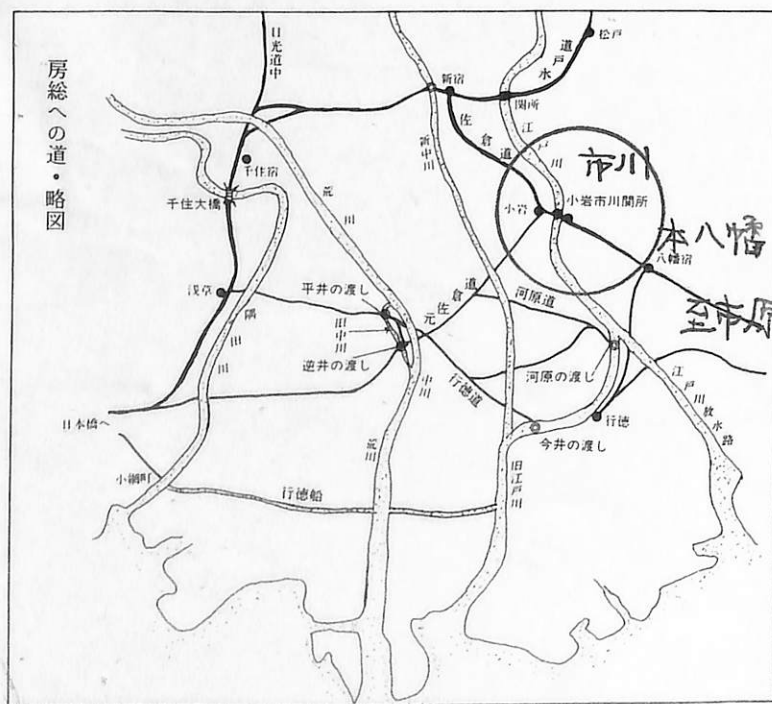 房総への道・略図
日光道中
松戸
水戸道
新宿
関所
佐倉道
江戸川
新中川
市川
千住宿
千住大橋
荒川
小岩
小岩市川関所
本八幡
八幡宿
浅草
平井の渡し
元佐倉道
河原道
隅田川
旧中川
逆井の渡し
中川
行徳道
河原の渡し
行徳
江戸川放水路
日本橋へ
今井の渡し
荒川
小綱町
行徳船
旧江戸川